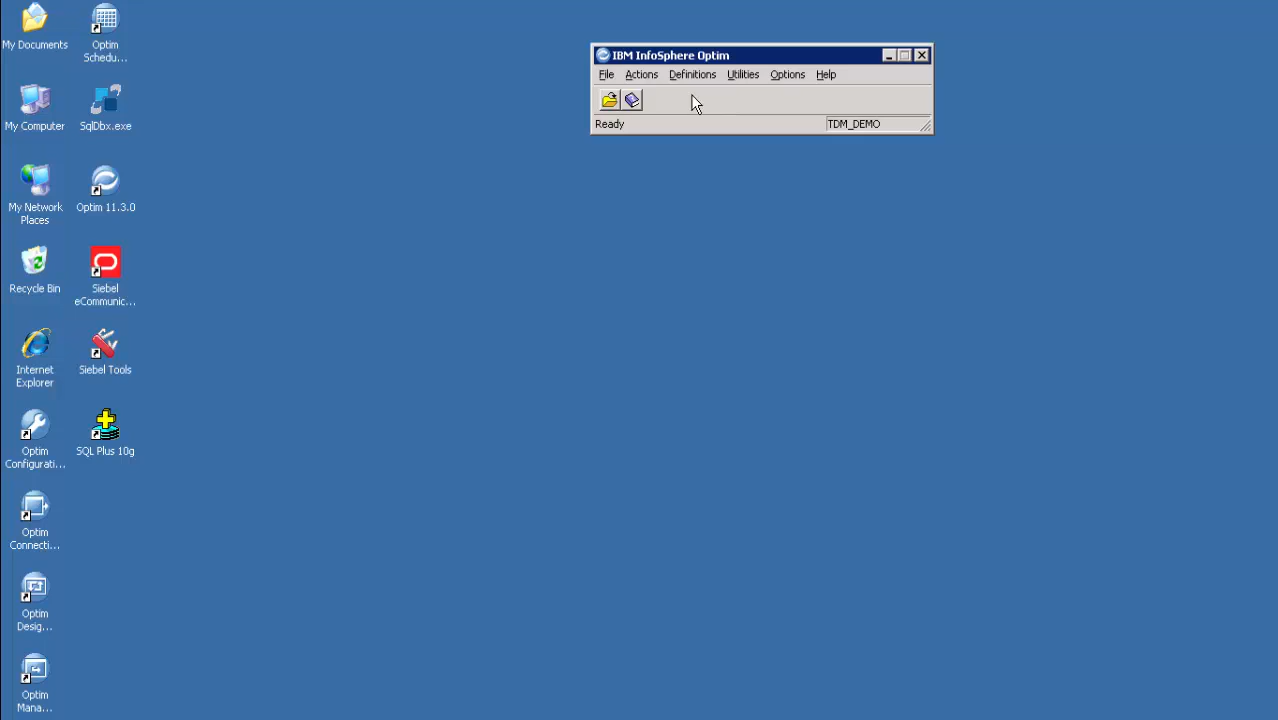 My Documents
Optim
Schedu...
My Computer
SqlDbx.exe
My Network
Places
Optim 11.3.0
Recycle Bin
Siebel
eCommunic...
Internet
Explorer
Siebel Tools
Optim
Configurati...
SQL Plus 10g
Optim
Connecti...
Optim
Desig...
Optim
Mana...
IBM InfoSphere Optim
File Actions Definitions Utilities Options Help
Ready TDM_DEMO